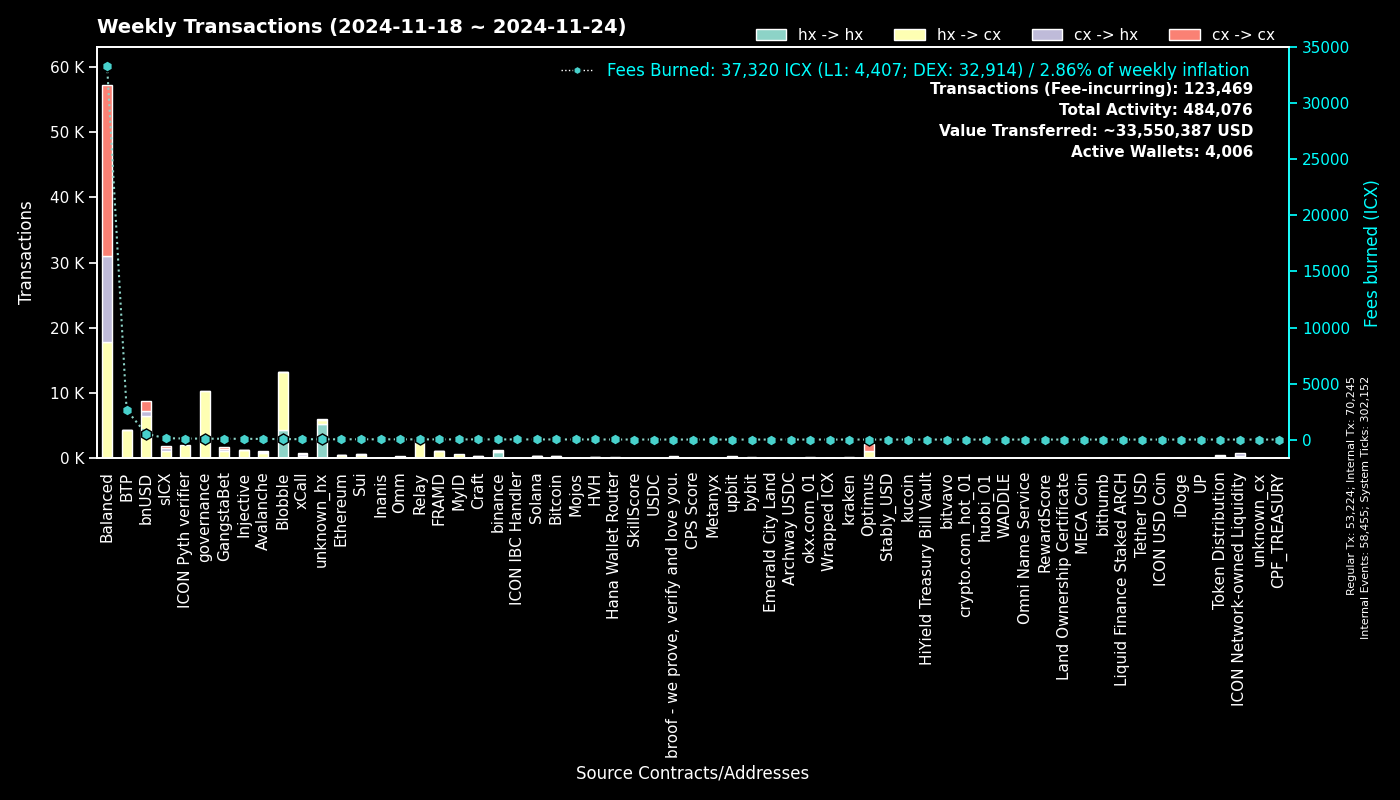 Weekly Transactions (2024-11-18 ~ 2024-11-24)
hx -> hx
hx -> cx
cx -> hx
cx -> cx
Fees Burned: 37,320 ICX (L1: 4,407; DEX: 32,914) / 2.86% of weekly inflation
Transactions (Fee-incurring): 123,469
Total Activity: 484,076
Value Transferred: ~33,550,387 USD
Active Wallets: 4,006
Transactions
60 K
50 K
40 K
30 K
20 K
10 K
0 K
35000
30000
25000
20000
15000
10000
5000
0
Fees burned (ICX)
Regular Tx: 53,224; Internal Tx: 70,245
Internal Events: 58,455; System Ticks: 302,152
Balanced
BTP
bnUSD
sICX
ICON Pyth verifier
governance
GangstaBet
Injective
Avalanche
Blobble
xCall
unknown_hx
Ethereum
Sui
Inanis
Omm
Relay
FRAMD
MyID
Craft
binance
ICON IBC Handler
Solana
Bitcoin
Mojos
HVH
Hana Wallet Router
SkillScore
USDC
broof - we prove, verify and love you.
CPS Score
Metanyx
upbit
bybit
Emerald City Land
Archway USDC
okx.com_01
Wrapped ICX
kraken
Optimus
Stably_USD
kucoin
HiYield Treasury Bill Vault
bitvavo
crypto.com_hot_01
huobi_01
WADDLE
Omni Name Service
RewardScore
Land Ownership Certificate
MECA Coin
bithumb
Liquid Finance Staked ARCH
Tether USD
ICON USD Coin
iDoge
UP
Token Distribution
ICON Network-owned Liquidity
unknown_cx
CPF_TREASURY
Source Contracts/Addresses